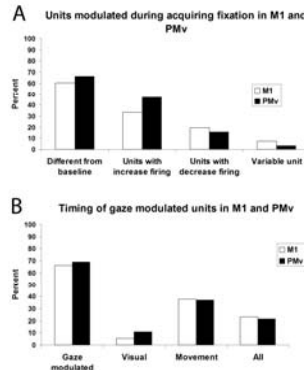 A
Units modulated during acquiring fixation in M1 and
PMv
100
90
80
70
60
50
40
30
20
10
0
Percent
M1
PMv
Different from baseline
Units with increase firing
Units with decrease firing
Variable unit
B
Timing of gaze modulated units in M1 and PMv
100
90
80
70
60
50
40
30
20
10
0
Percent
M1
PMv
Gaze modulated
Visual
Movement
All